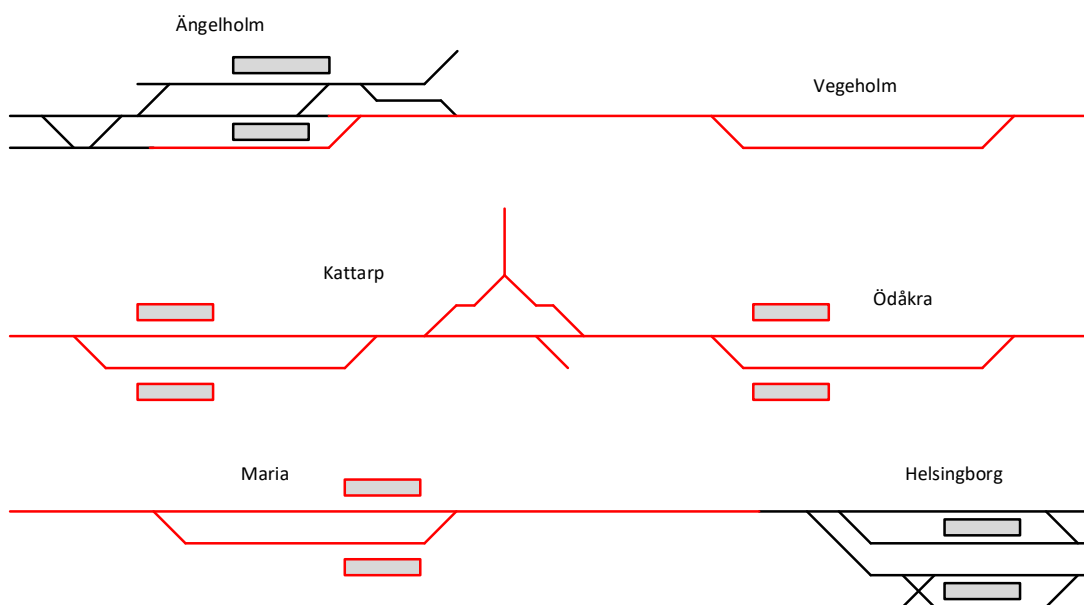 Ängelholm
Vegeholm
Kattarp
Ödåkra
Maria
Helsingborg